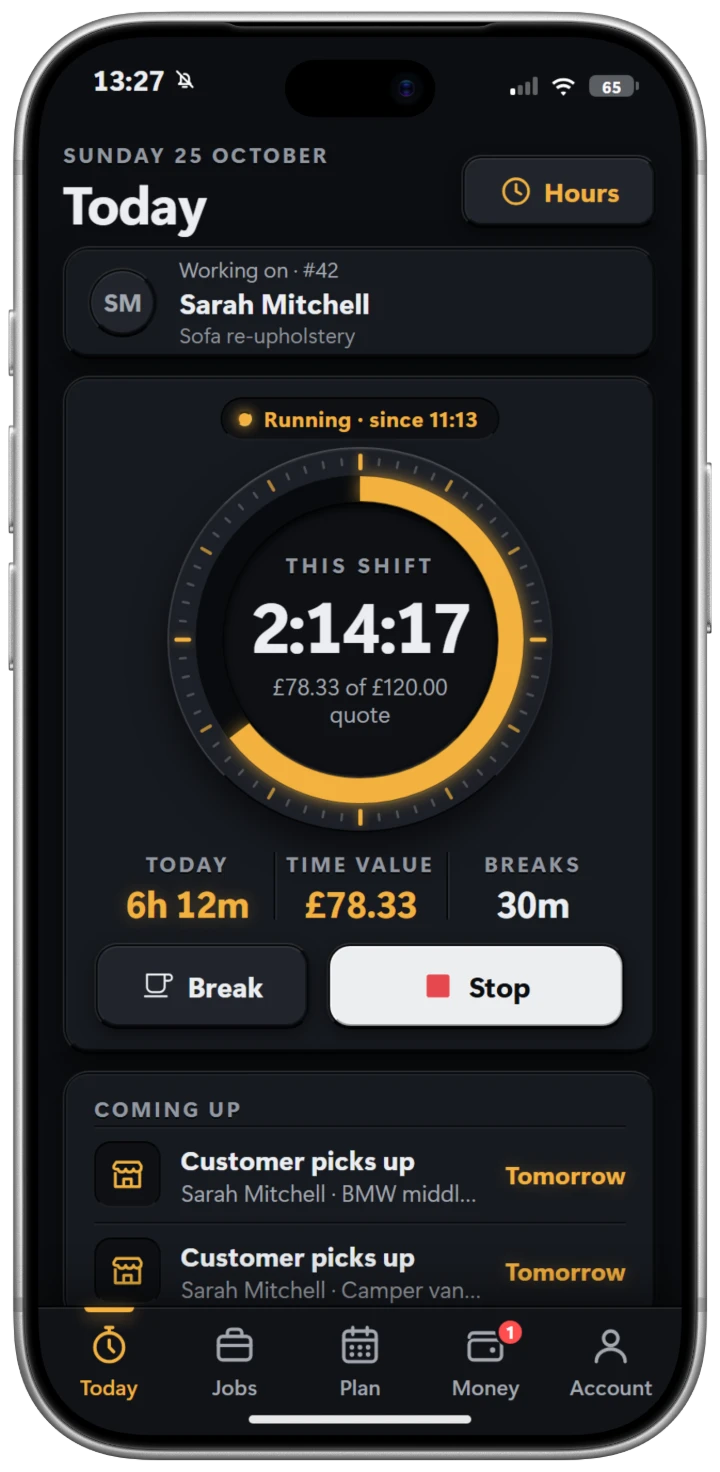 13:27
65
SUNDAY 25 OCTOBER
Today
Hours
Working on · #42
SM
Sarah Mitchell
Sofa re-upholstery
Running · since 11:13
THIS SHIFT
2:14:17
£78.33 of £120.00
quote
TODAY
TIME VALUE
BREAKS
6h 12m
£78.33
30m
Break
Stop
COMING UP
Customer picks up
Sarah Mitchell · BMW middl...
Tomorrow
Customer picks up
Sarah Mitchell · Camper van...
Tomorrow
1
Today
Jobs
Plan
Money
Account